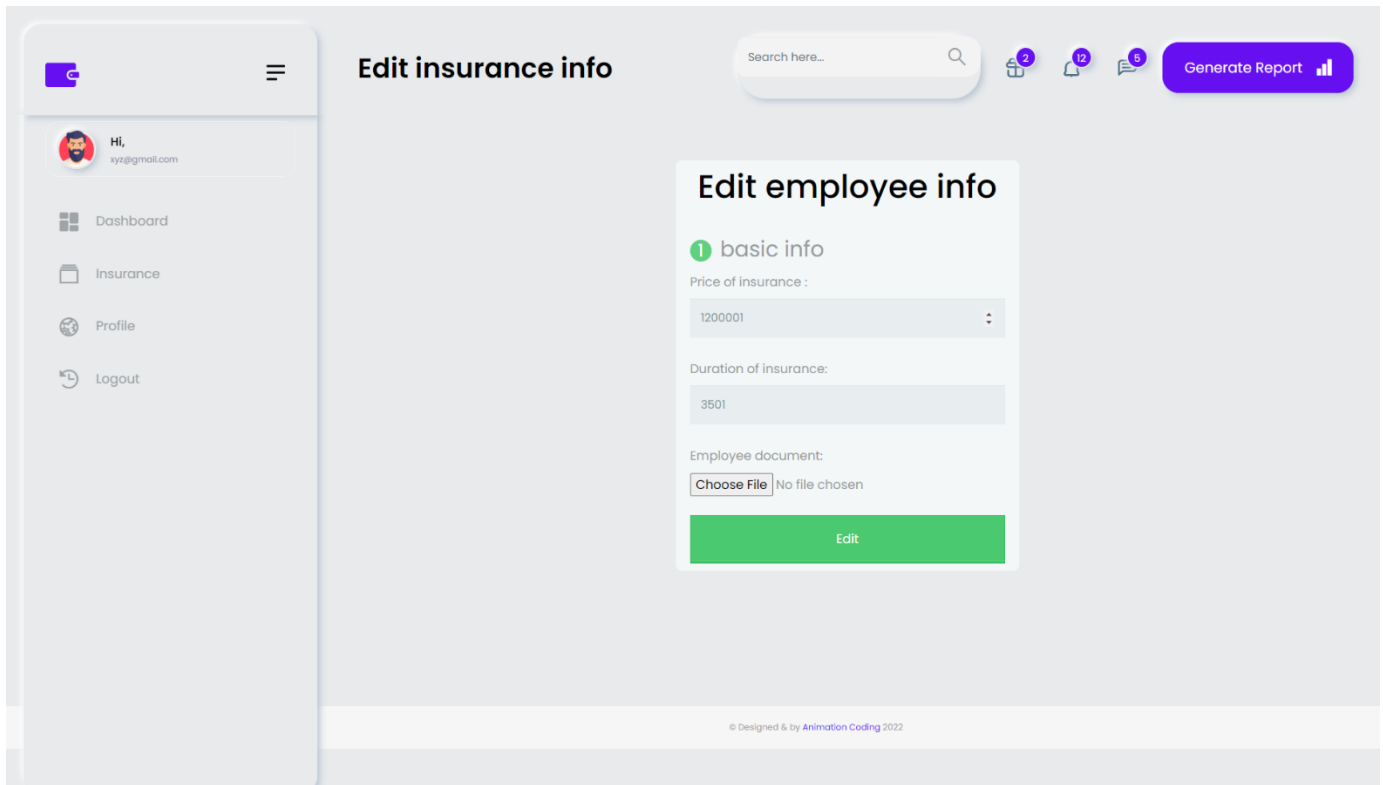 Edit insurance info
Search here...
2
12
5
Generate Report
Hi,
xyz@gmail.com
Dashboard
Insurance
Profile
Logout
Edit employee info
1 basic info
Price of insurance :
1200001
Duration of insurance:
3501
Employee document:
Choose File No file chosen
Edit
© Designed & by Animation Coding 2022